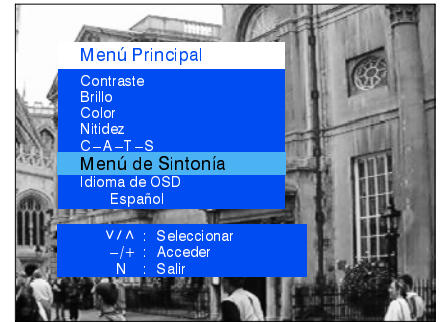 Menú Principal
Contraste
Brillo
Color
Nitidez
C–A–T–S
Menú de Sintonía
Idioma de OSD
Español
∨/∧ : Seleccionar
–/+ : Acceder
N : Salir